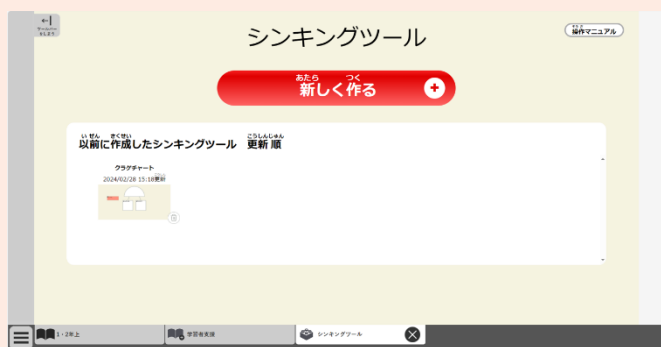 シンキングツール
操作マニュアル
新しく作る
以前に作成したシンキングツール 更新順
クラゲチャート
2024/02/28 15:18更新
1・2年上
学習者支援
シンキングツール